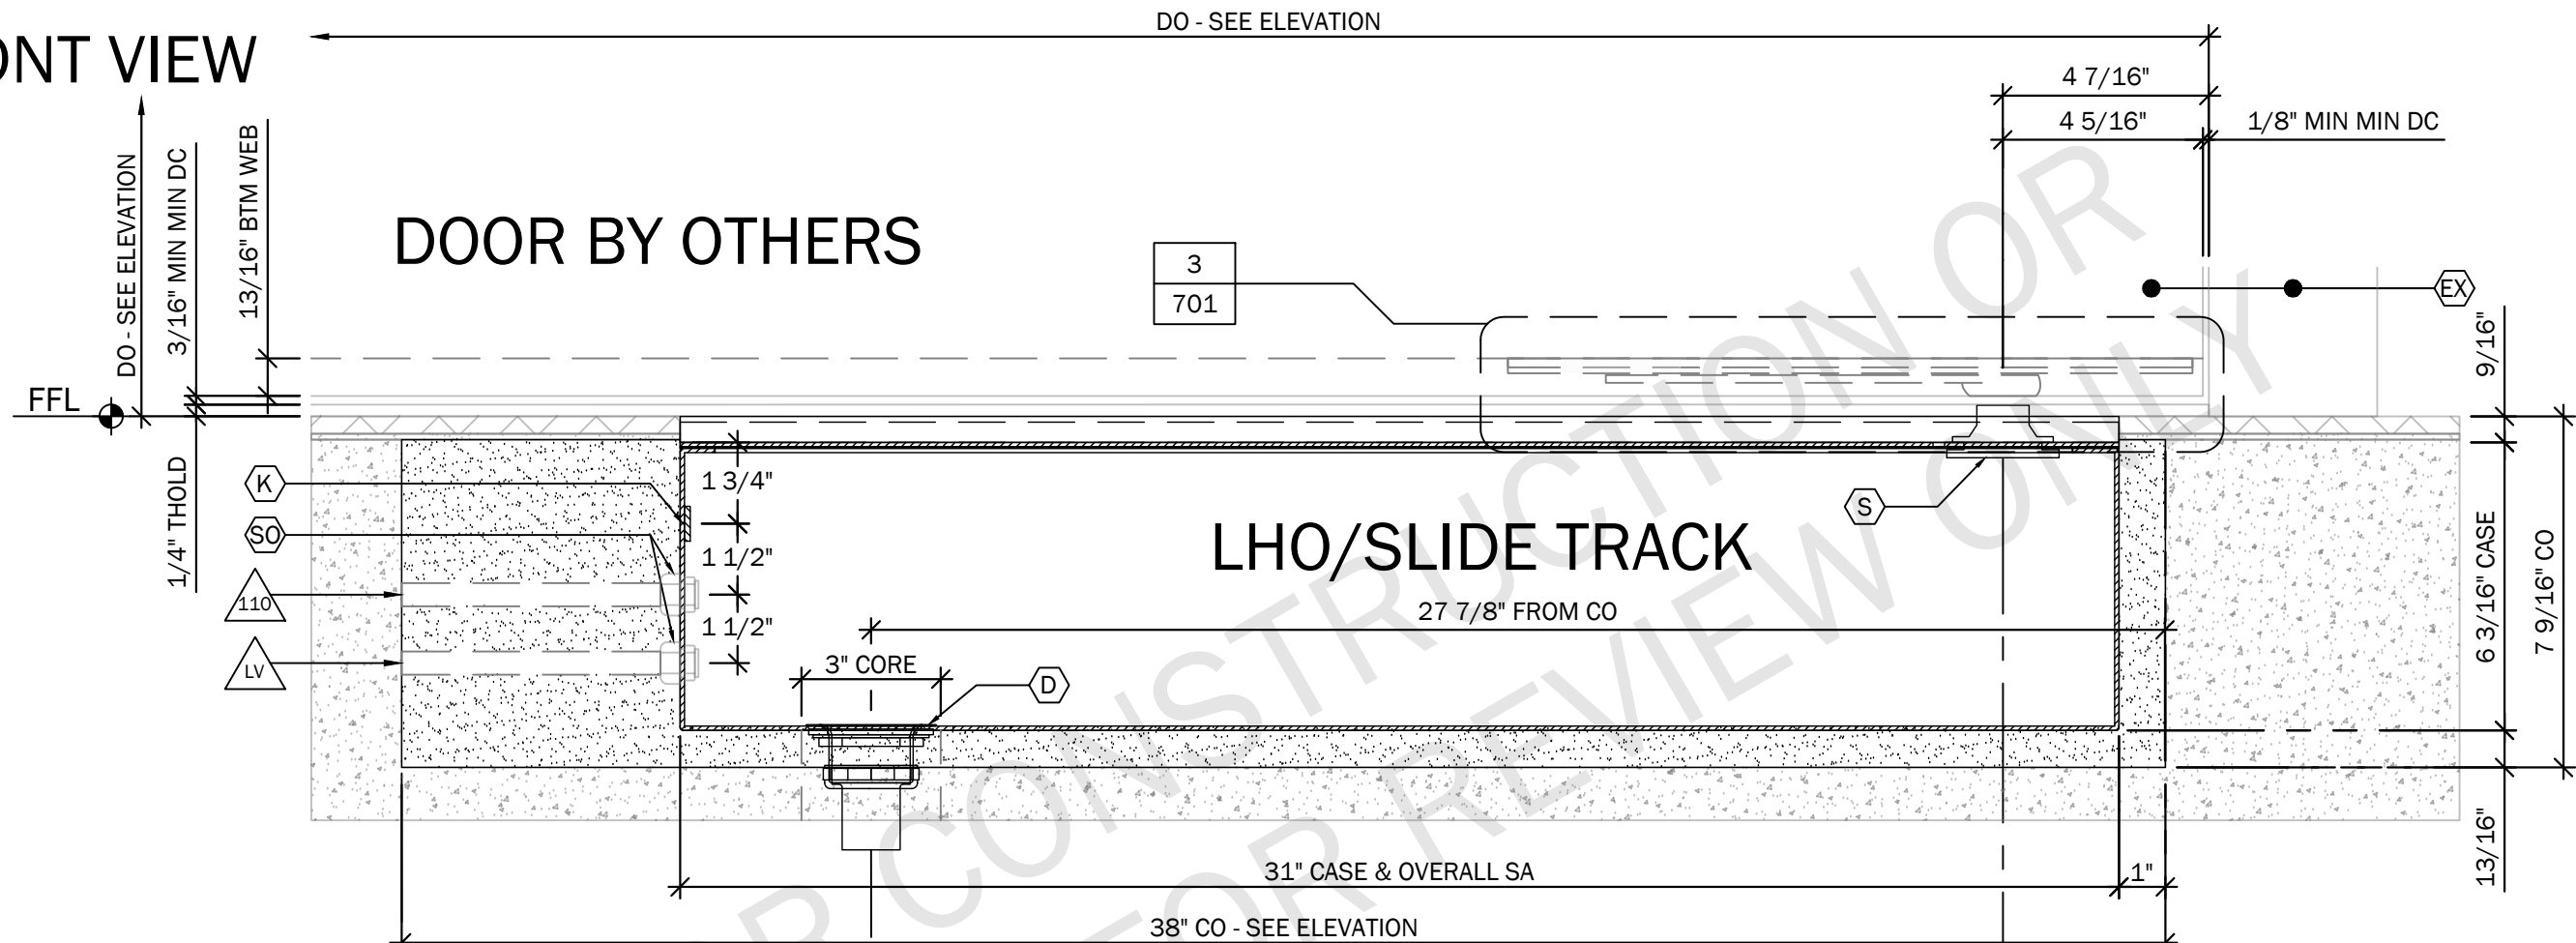 DO - SEE ELEVATION
ONT VIEW
4 7/16"
4 5/16"
1/8" MIN MIN DC
DO - SEE ELEVATION
3/16" MIN MIN DC
13/16" BTM WEB
DOOR BY OTHERS
3
701
EX
9/16"
FFL
1/4" THOLD
K
SO
110
LV
1 3/4"
1 1/2"
1 1/2"
S
LHO/SLIDE TRACK
27 7/8" FROM CO
3" CORE
D
6 3/16" CASE
7 9/16" CO
13/16"
31" CASE & OVERALL SA
1"
38" CO - SEE ELEVATION
R CONSTRUCTION OR
FOR REVIEW ONLY